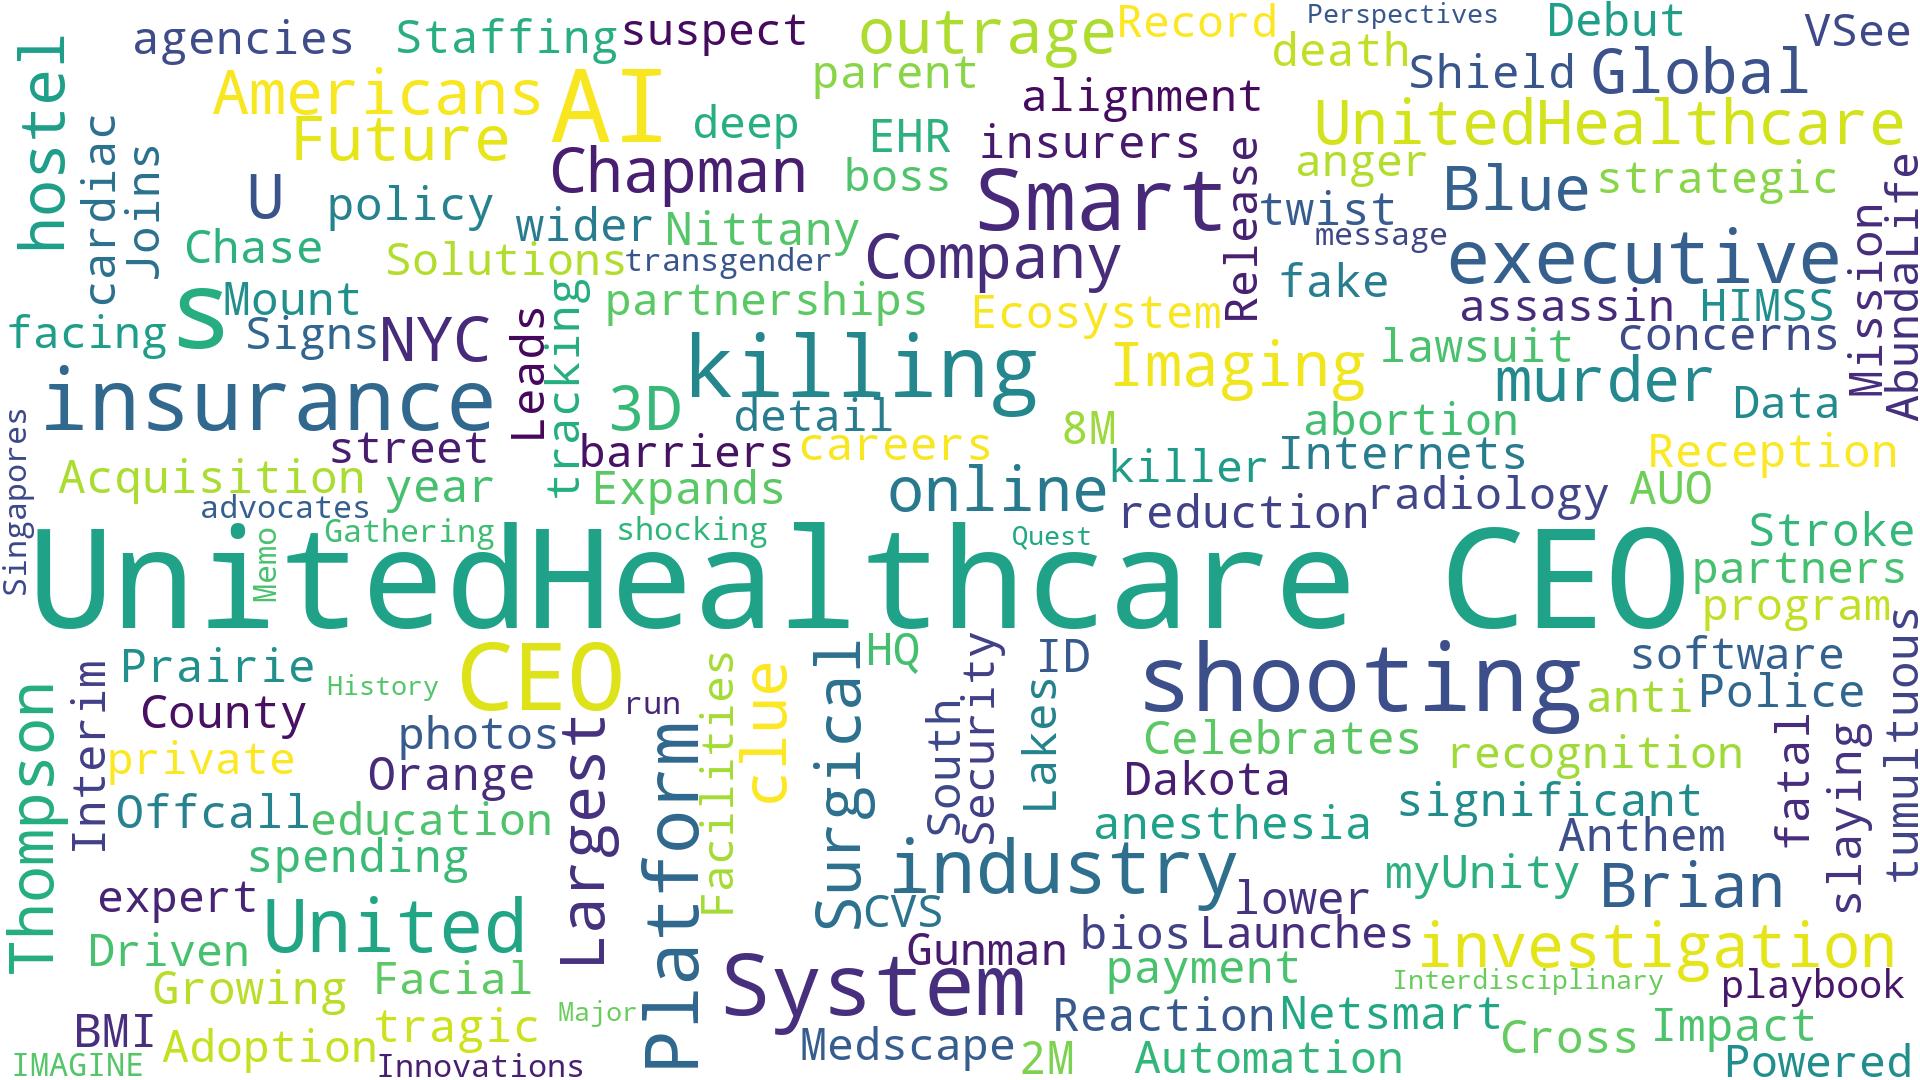 agencies
Staffing
suspect
outrage
Record
Perspectives
Debut
VSee
hostel
parent
death
Shield
Global
Americans
AI
alignment
UnitedHealthcare
Future
deep
EHR
insurers
cardiac
Joins
Chapman
boss
Release
anger
strategic
U
policy
wider
Nittany
Smart
twist
Blue
message
Chase
Solutions
transgender
Company
fake
executive
Mission
AbundaLife
s
Mount
partnerships
Ecosystem
assassin
HIMSS
facing
Signs
NYC
Leads
tracking
killing
Imaging
lawsuit
concerns
insurance
3D
detail
murder
Data
street
barriers
careers
8M
abortion
Singapores
Acquisition
year
Expands
online
killer
Internets
Reception
advocates
reduction
radiology
AUO
Gathering
shocking
Quest
Stroke
Memo
UnitedHealthcare CEO
partners
program
Prairie
CEO
HQ
ID
shooting
software
History
run
County
anti
Police
Thompson
Interim
private
photos
Orange
Largest
Platform
Facilities
clue
Surgical
South
Security
Lakes
Celebrates
recognition
fatal
slaying
tumultuous
Dakota
Offcall
education
anesthesia
significant
Anthem
spending
industry
myUnity
Brian
expert
United
CVS
lower
Driven
Gunman
bios
Launches
investigation
Growing
Facial
System
payment
Interdisciplinary
playbook
BMI
Adoption
tragic
Major
Reaction
Netsmart
Cross
Impact
IMAGINE
Innovations
Medscape
2M
Automation
Powered